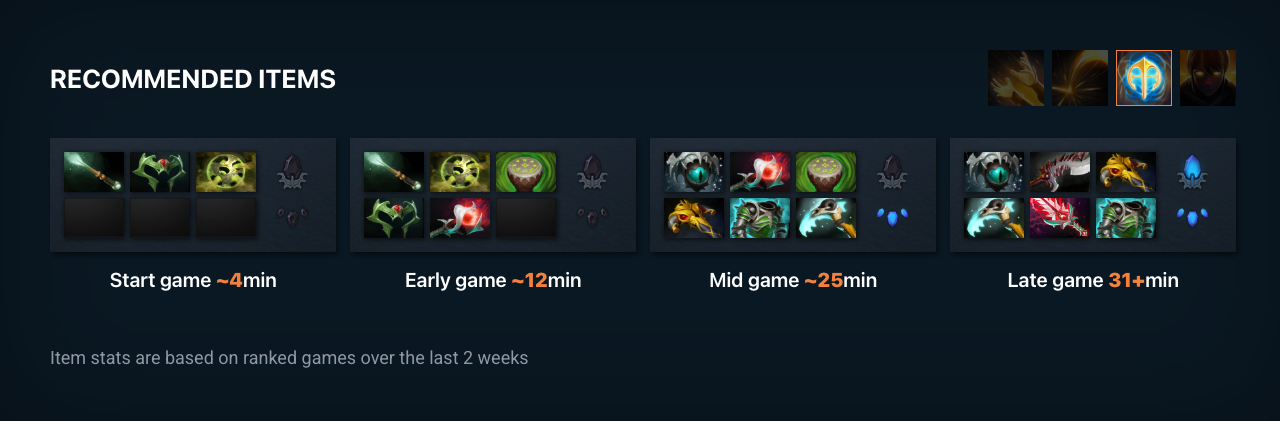 RECOMMENDED ITEMS
Start game ~4min
Early game ~12min
Mid game ~25min
Late game 31+min
Item stats are based on ranked games over the last 2 weeks